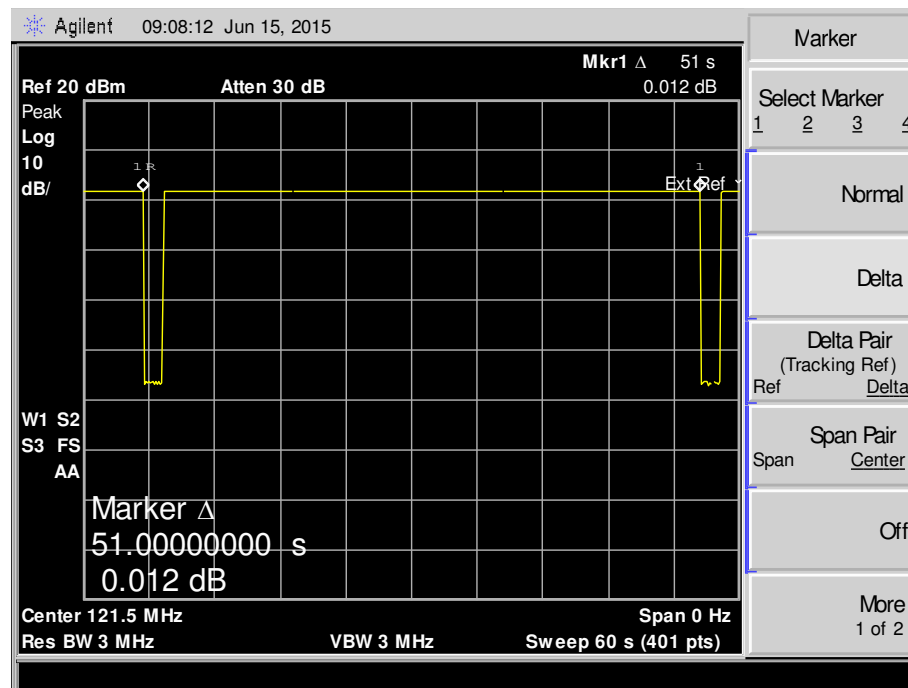 Agilent 09:08:12 Jun 15, 2015
Mkr1 Δ 51 s
Ref 20 dBm Atten 30 dB 0.012 dB
Peak
Log
10
dB/
1R
1
Ext Ref
W1 S2
S3 FS
AA
Marker Δ
51.00000000 s
0.012 dB
Center 121.5 MHz Span 0 Hz
Res BW 3 MHz VBW 3 MHz Sweep 60 s (401 pts)
Marker
Select Marker
1 2 3 4
Normal
Delta
Delta Pair
(Tracking Ref)
Ref Delta
Span Pair
Span Center
Off
More
1 of 2